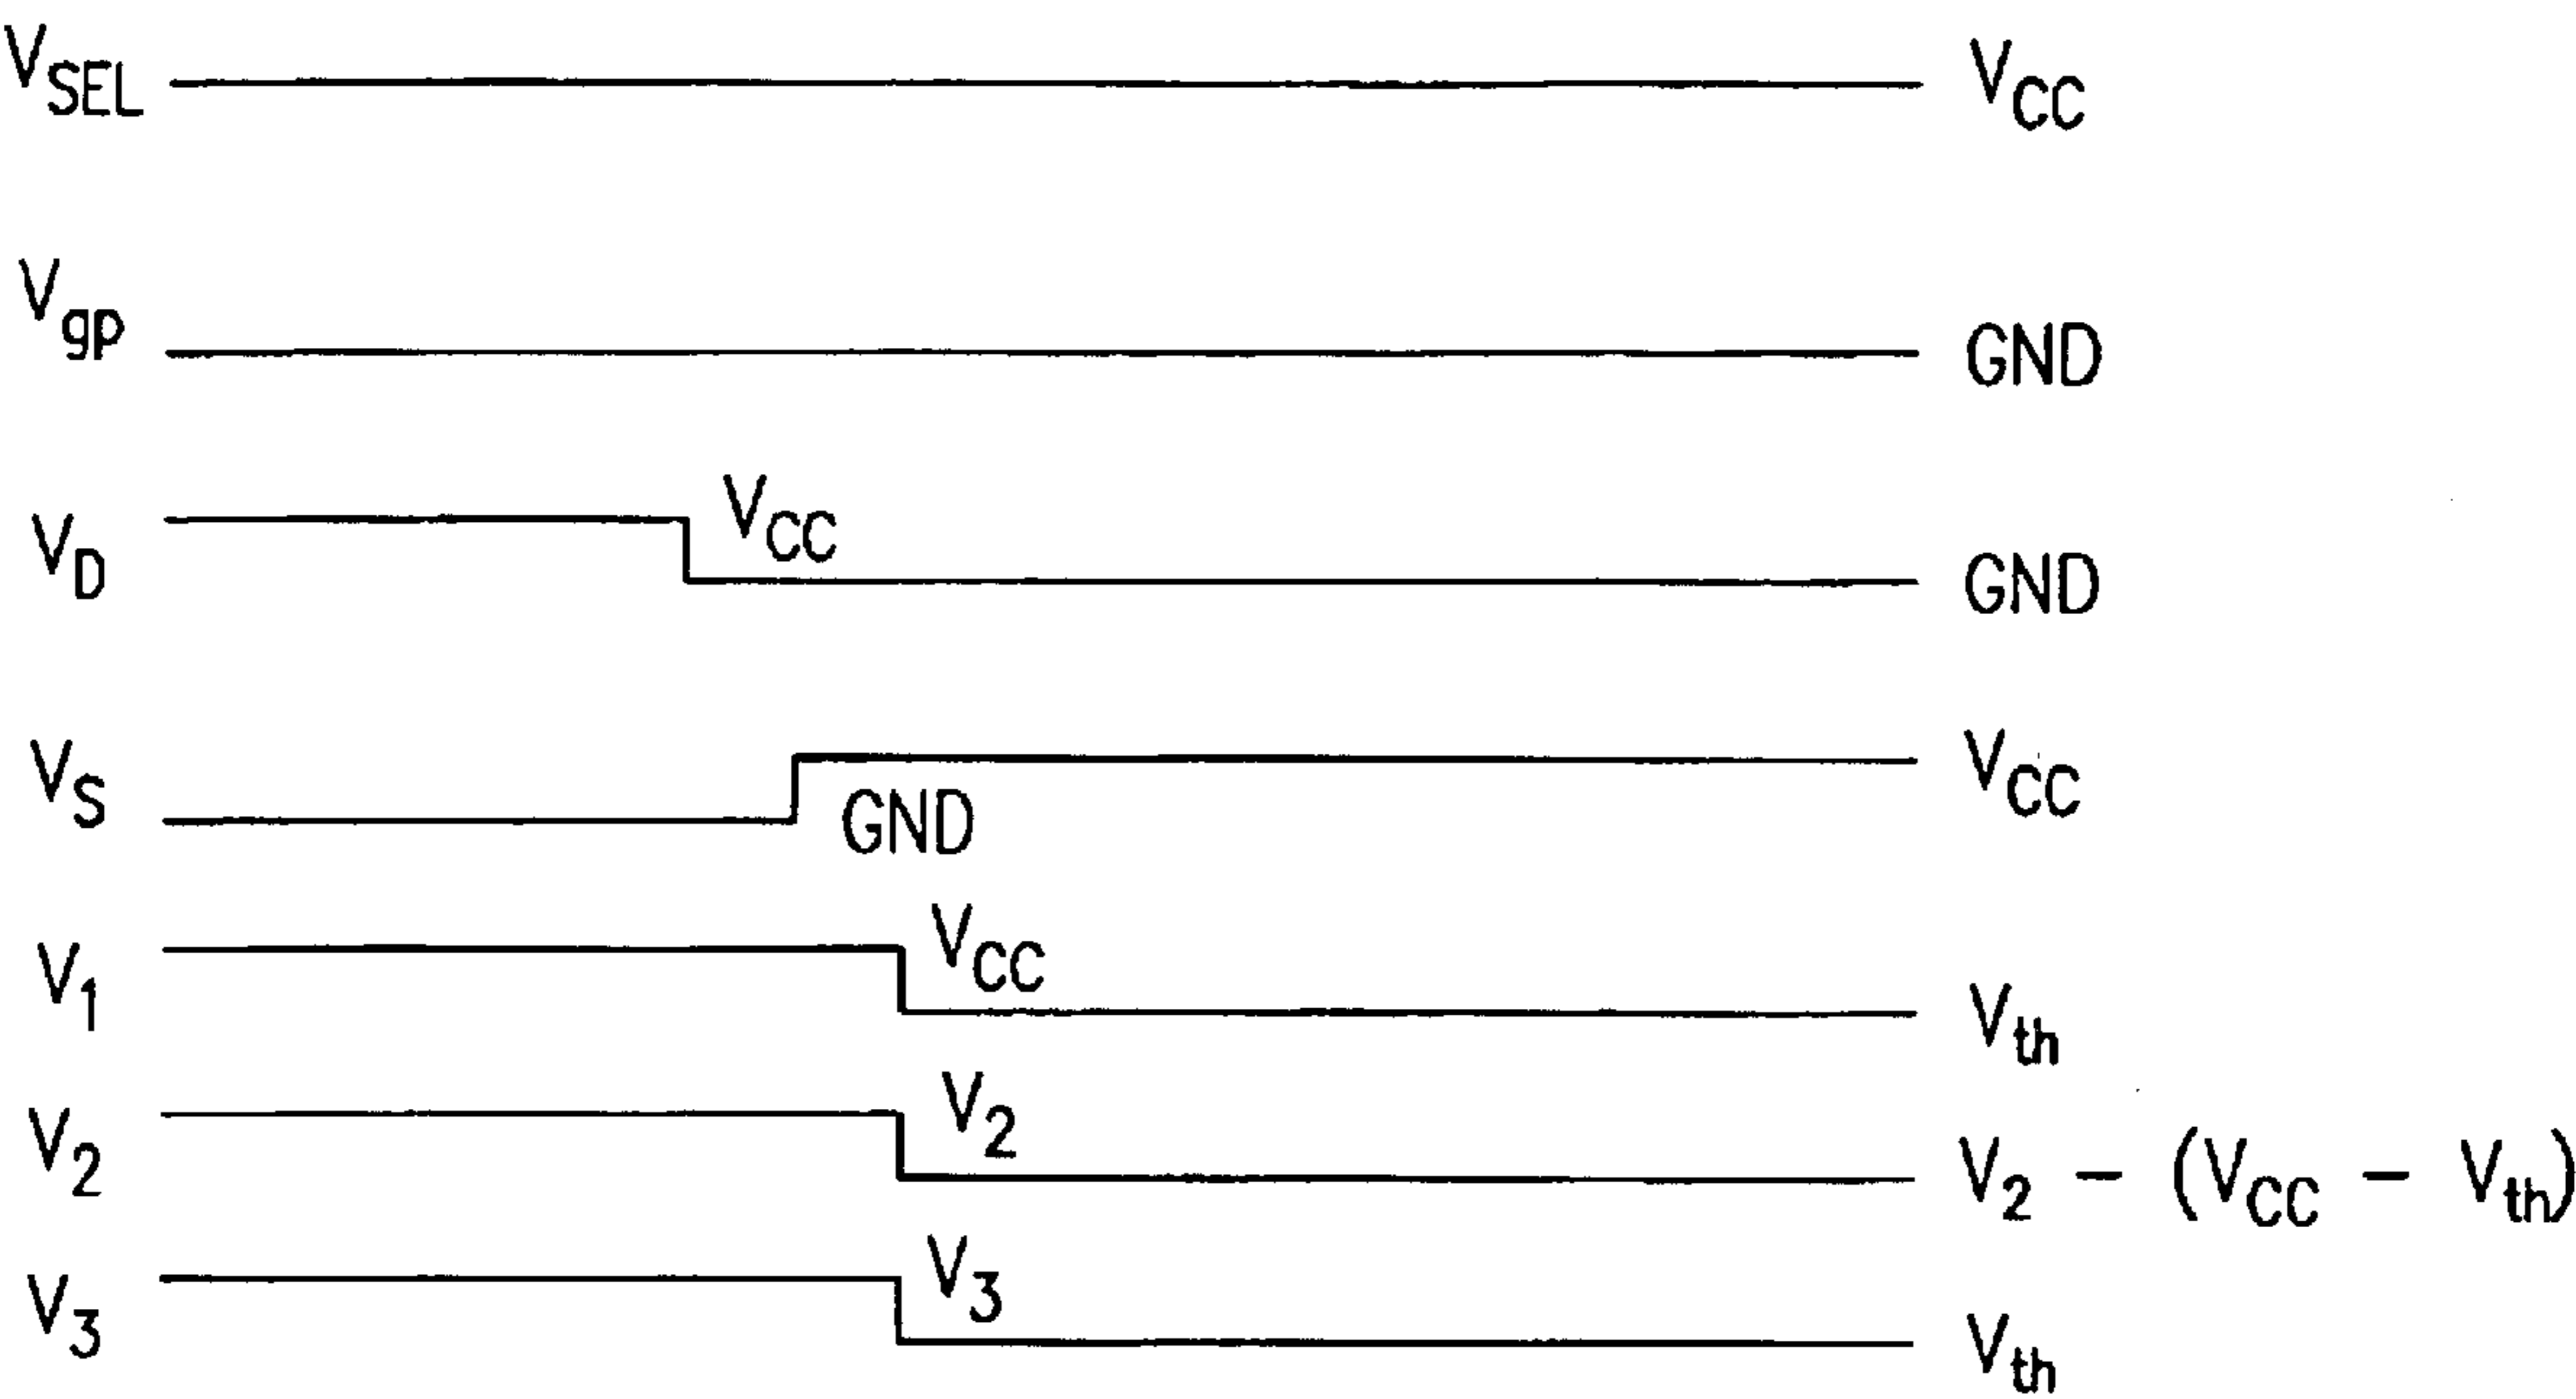 V_SEL V_CC
V_gp GND
V_D V_CC GND
V_S GND V_CC
V_1 V_CC V_th
V_2 V_2 V_2 - (V_CC - V_th)
V_3 V_3 V_th